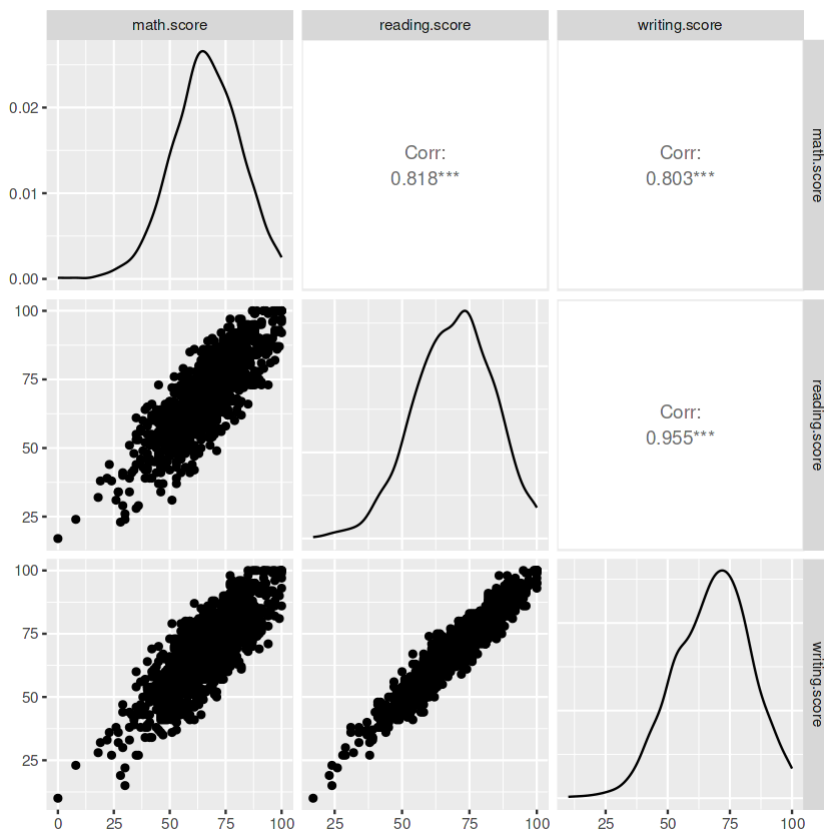 math.score reading.score writing.score
0.02
0.01
0.00
Corr:
0.818***
Corr:
0.803***
math.score
100
75
50
25
Corr:
0.955***
reading.score
100
75
50
25
writing.score
0 25 50 75 100
25 50 75 100
25 50 75 100